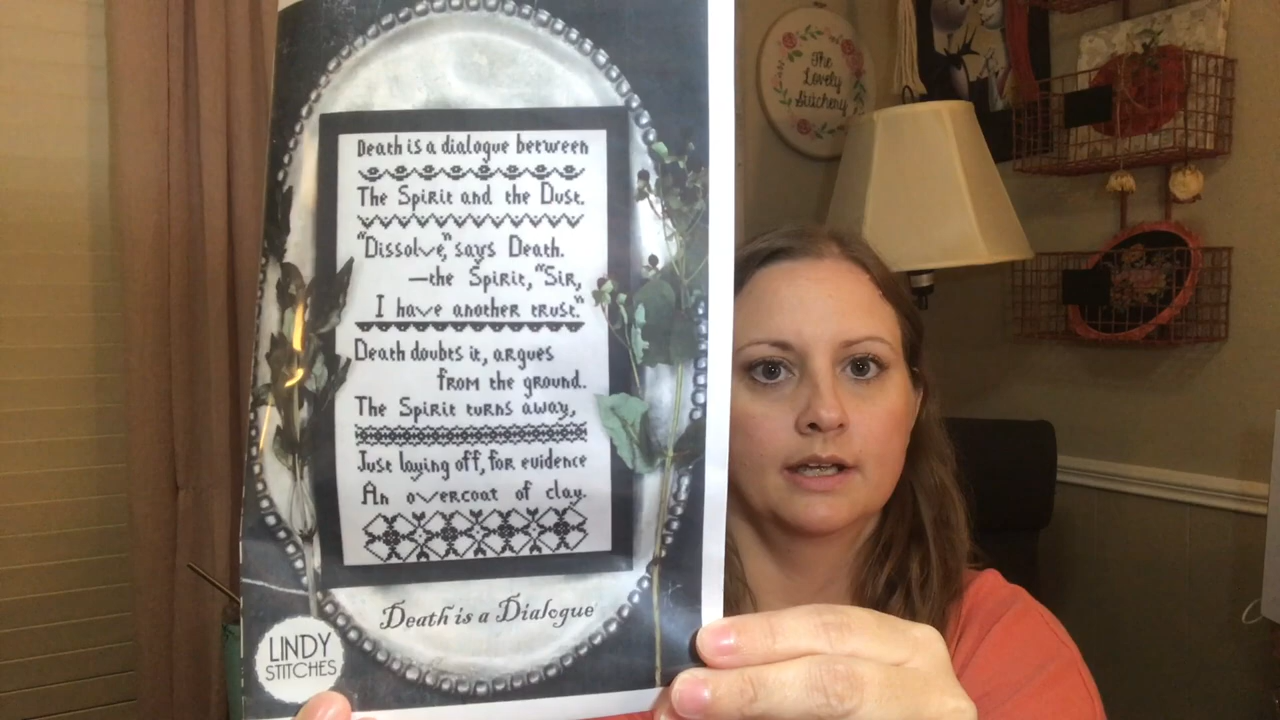 Death is a dialogue between
The Spirit and the Dust.
"Dissolve," says Death.
—the Spirit, "Sir,
I have another trust."
Death doubts it, argues
from the ground.
The Spirit turns away,
Just laying off, for evidence
An overcoat of clay.
Death is a Dialogue
LINDY
STITCHES
The
Lovely
Stitchery